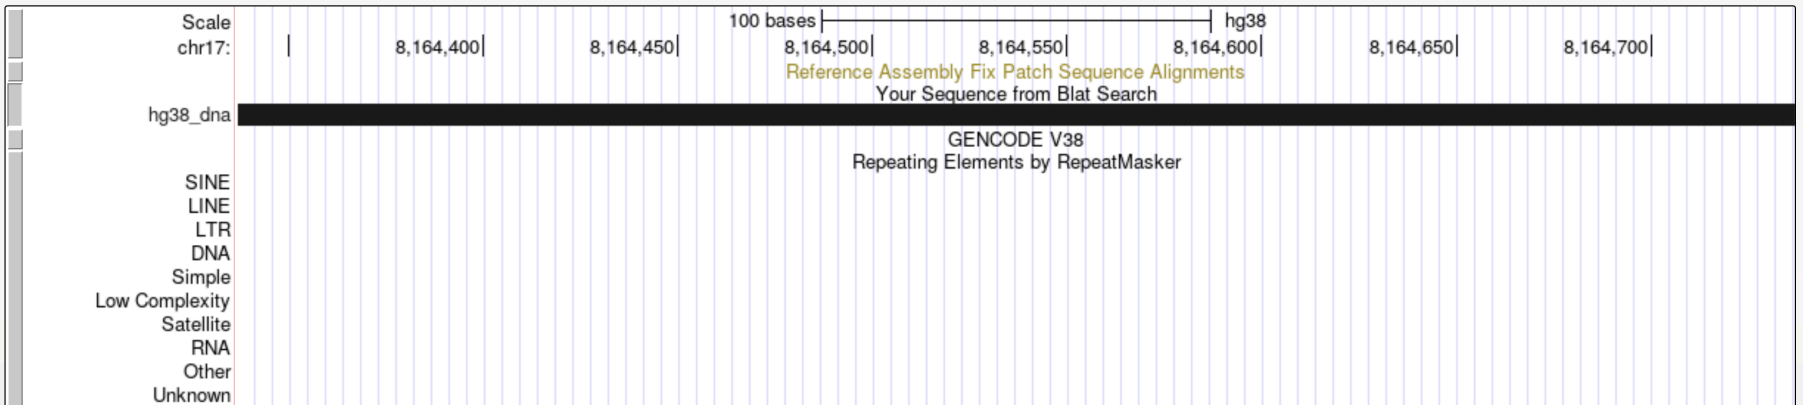 Scale 100 bases hg38
chr17: 8,164,400 8,164,450 8,164,500 8,164,550 8,164,600 8,164,650 8,164,700
Reference Assembly Fix Patch Sequence Alignments
Your Sequence from Blat Search
hg38_dna
GENCODE V38
Repeating Elements by RepeatMasker
SINE
LINE
LTR
DNA
Simple
Low Complexity
Satellite
RNA
Other
Unknown